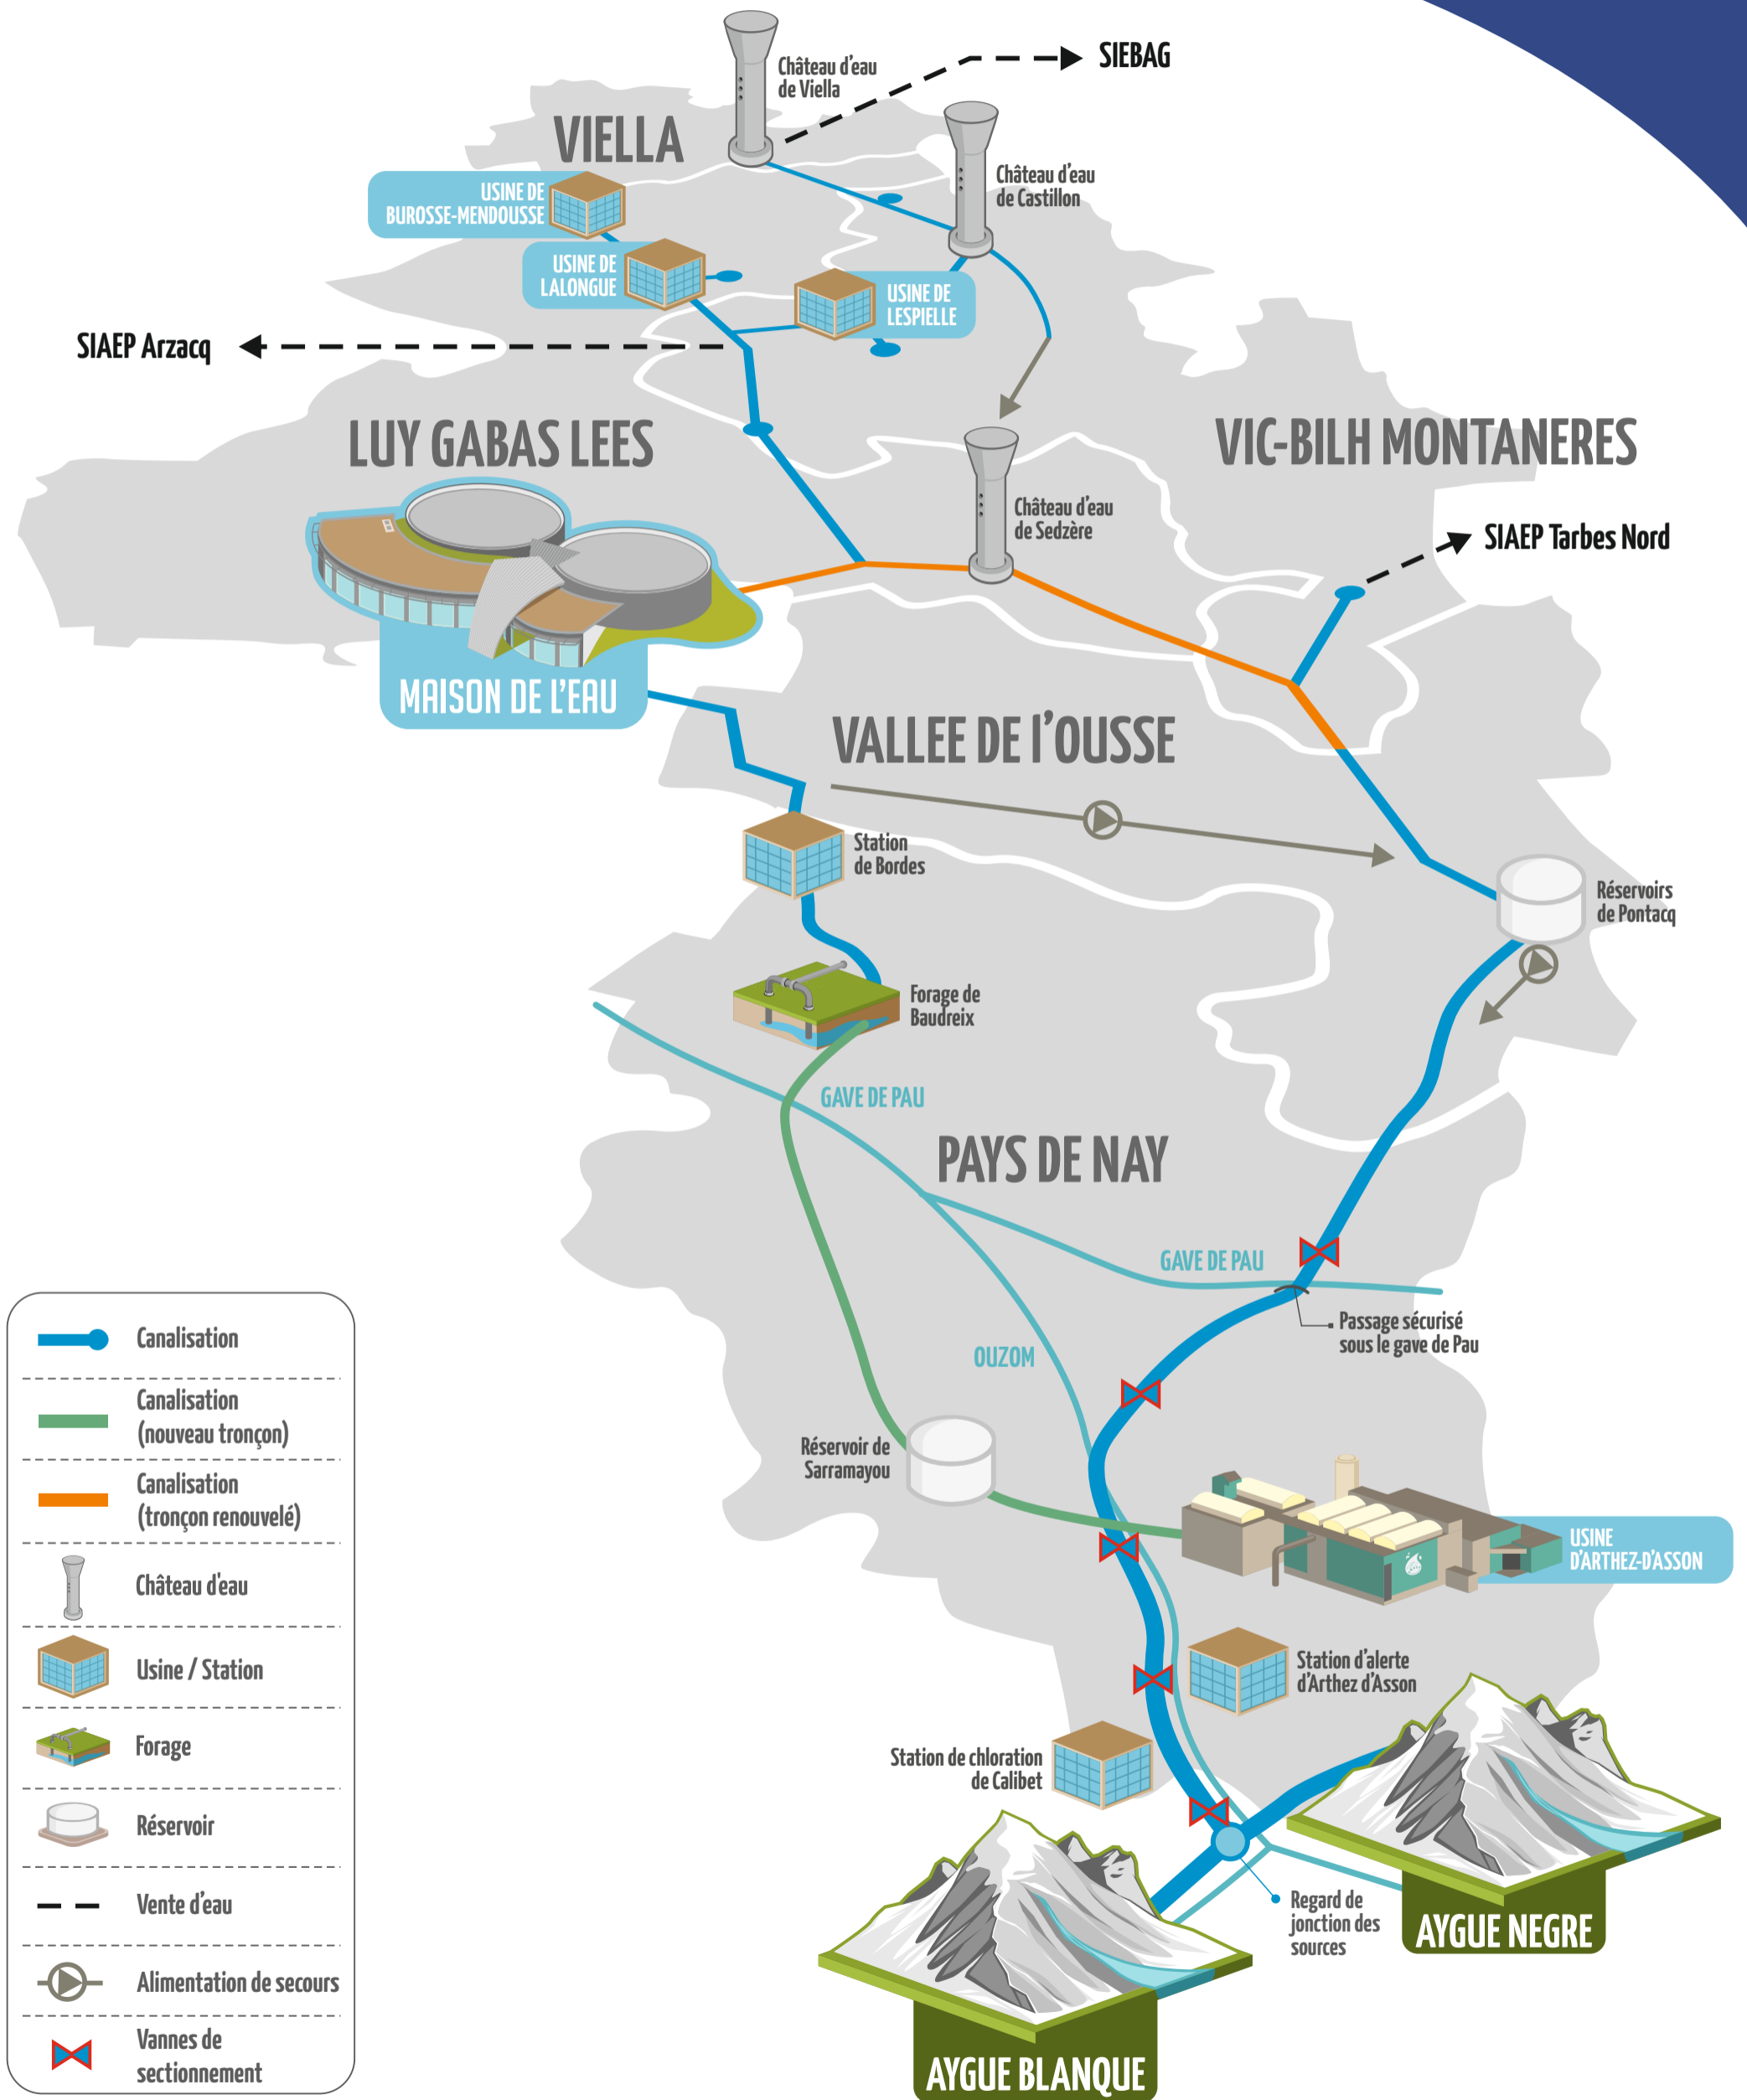 Château d'eau
de Viella
SIEBAG
VIELLA
Château d'eau
de Castillon
USINE DE
BUROSSE-MENDOUSSE
USINE DE
LALONGUE
USINE DE
LESPIELLE
SIAEP Arzacq
LUY GABAS LEES
VIC-BILH MONTANERES
Château d'eau
de Sedzère
SIAEP Tarbes Nord
MAISON DE L'EAU
VALLEE DE l'OUSSE
Station
de Bordes
Réservoirs
de Pontacq
Forage de
Baudreix
GAVE DE PAU
PAYS DE NAY
GAVE DE PAU
Passage sécurisé
sous le gave de Pau
OUZOM
Réservoir de
Sarramayou
USINE
D'ARTHEZ-D'ASSON
Station d'alerte
d'Arthez d'Asson
Station de chloration
de Calibet
Regard de
jonction des
sources
AYGUE NEGRE
AYGUE BLANQUE
Canalisation
Canalisation
(nouveau tronçon)
Canalisation
(tronçon renouvelé)
Château d'eau
Usine / Station
Forage
Réservoir
Vente d'eau
Alimentation de secours
Vannes de
sectionnement